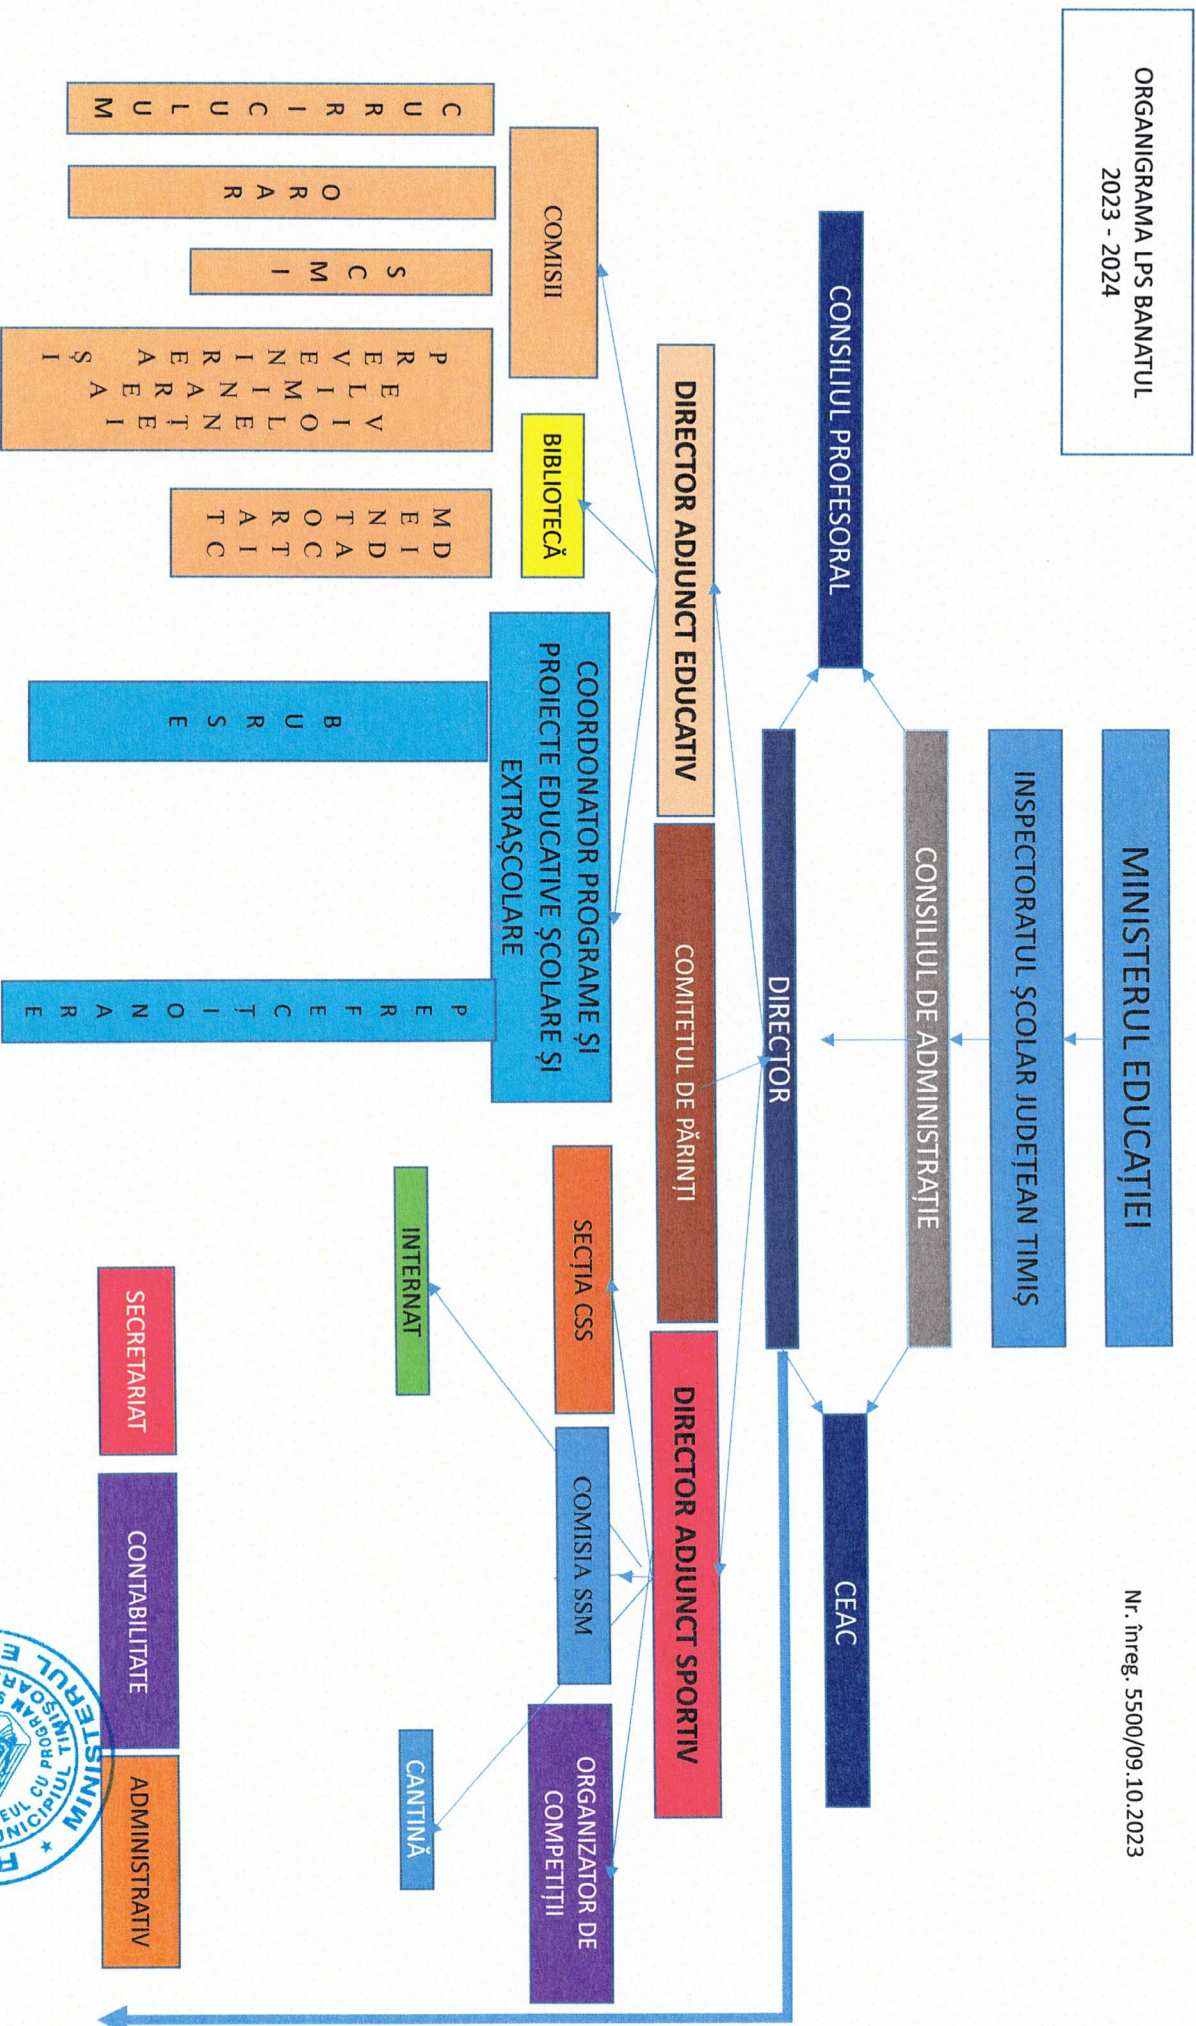 ORGANIGRAMA LPS BANATUL
2023 - 2024
Nr. înreg. 5500/09.10.2023
MINISTERUL EDUCAȚIEI
INSPECTORATUL ȘCOLAR JUDEȚEAN TIMIȘ
CONSILIUL DE ADMINISTRAȚIE
CONSILIUL PROFESORAL
CEAC
DIRECTOR
DIRECTOR ADJUNCT EDUCATIV
COMITETUL DE PĂRINȚI
DIRECTOR ADJUNCT SPORTIV
COMISII
BIBLIOTECĂ
COORDONATOR PROGRAME ȘI
PROIECTE EDUCATIVE ȘCOLARE ȘI
EXTRAȘCOLARE
SECȚIA CSS
COMISIA SSM
ORGANIZATOR DE
COMPETIȚII
CURRICULUM
ORAR
SCMI
PREVENIREA ȘI
ELIMINAREA
VIOLENȚEI
MENTORAT
DIDACTIC
BURSE
PERFECȚIONARE
INTERNAT
CANTINĂ
SECRETARIAT
CONTABILITATE
ADMINISTRATIV
MINISTERUL E